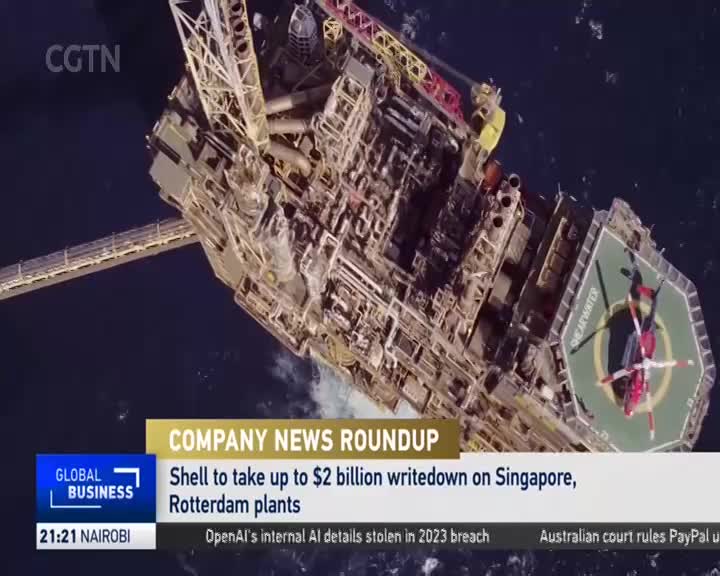 CGTN
SHEARWATER
COMPANY NEWS ROUNDUP
GLOBAL
BUSINESS
Shell to take up to $2 billion writedown on Singapore,
Rotterdam plants
21:21 NAIROBI
OpenAI's internal AI details stolen in 2023 breach
Australian court rules PayPal u